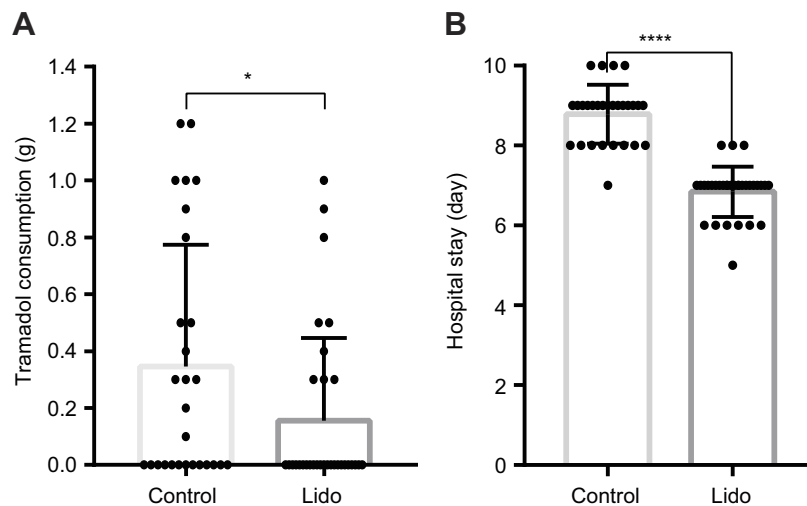 A
Tramadol consumption (g)
1.4
1.2
1.0
0.8
0.6
0.4
0.2
0.0
*
Control
Lido
B
Hospital stay (day)
10
8
6
4
2
0
****
Control
Lido